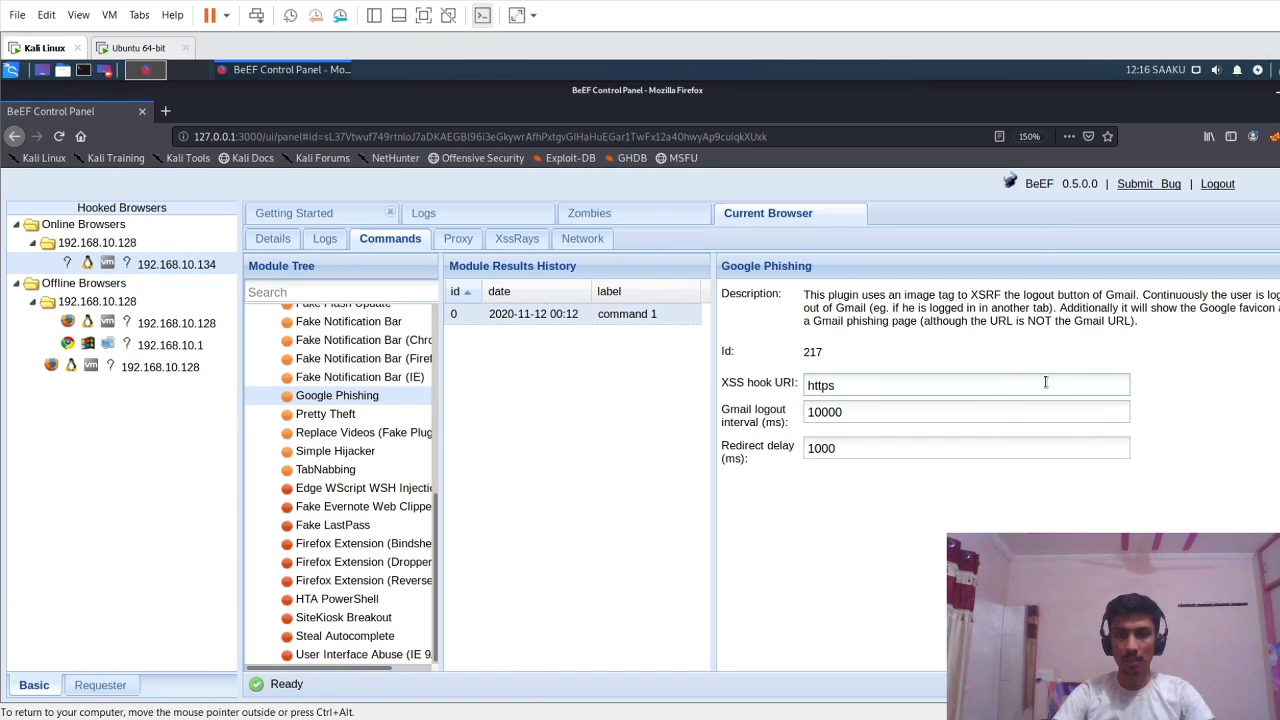 File Edit View VM Tabs Help
Kali Linux Ubuntu 64-bit
BeEF Control Panel - Mo... 12:16 SAAKU
BeEF Control Panel - Mozilla Firefox
BeEF Control Panel
127.0.0.1:3000/ui/panel#id= 150%
Kali Linux Kali Training Kali Tools Kali Docs Kali Forums NetHunter Offensive Security Exploit-DB GHDB MSFU
BeEF 0.5.0.0 | Submit Bug | Logout
Hooked Browsers
Online Browsers
192.168.10.128
? ? 192.168.10.134
Offline Browsers
192.168.10.128
? 192.168.10.128
192.168.10.1
? 192.168.10.128
Basic Requester
Getting Started Logs Zombies Current Browser
Details Logs Commands Proxy XssRays Network
Module Tree
Search
Fake Flash Update
Fake Notification Bar
Fake Notification Bar (Chro
Fake Notification Bar (Firef
Fake Notification Bar (IE)
Google Phishing
Pretty Theft
Replace Videos (Fake Plug
Simple Hijacker
TabNabbing
Edge WScript WSH Injectio
Fake Evernote Web Clippe
Fake LastPass
Firefox Extension (Bindshe
Firefox Extension (Dropper
Firefox Extension (Reverse
HTA PowerShell
SiteKiosk Breakout
Steal Autocomplete
User Interface Abuse (IE 9
Module Results History
id date label
0 2020-11-12 00:12 command 1
Google Phishing
Description: This plugin uses an image tag to XSRF the logout button of Gmail. Continuously the user is log
out of Gmail (eg. if he is logged in in another tab). Additionally it will show the Google favicon a
a Gmail phishing page (although the URL is NOT the Gmail URL).
Id: 217
XSS hook URI: https
Gmail logout
interval (ms): 10000
Redirect delay
(ms): 1000
Ready
To return to your computer, move the mouse pointer outside or press Ctrl+Alt.